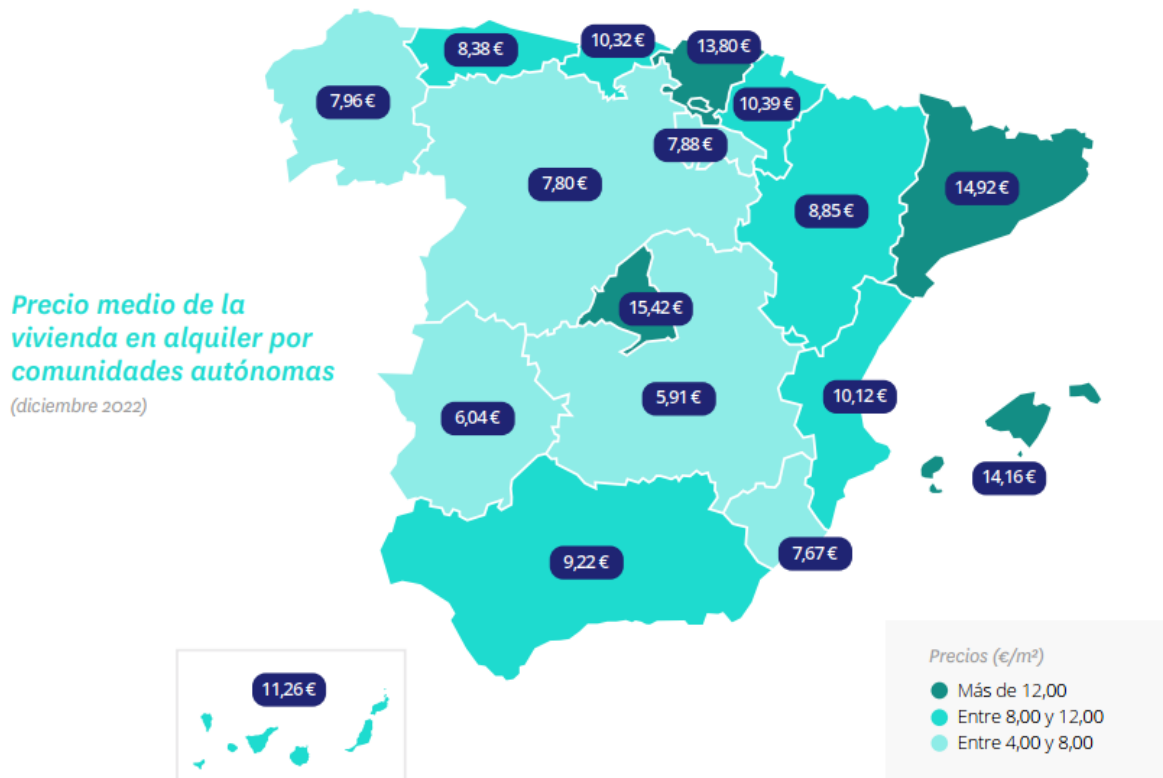 8,38 €
10,32 €
13,80 €
7,96 €
10,39 €
7,88 €
7,80 €
14,92 €
8,85 €
Precio medio de la
vivienda en alquiler por
comunidades autónomas
(diciembre 2022)
15,42 €
5,91 €
10,12 €
6,04 €
14,16 €
7,67 €
9,22 €
11,26 €
Precios (€/m²)
Más de 12,00
Entre 8,00 y 12,00
Entre 4,00 y 8,00